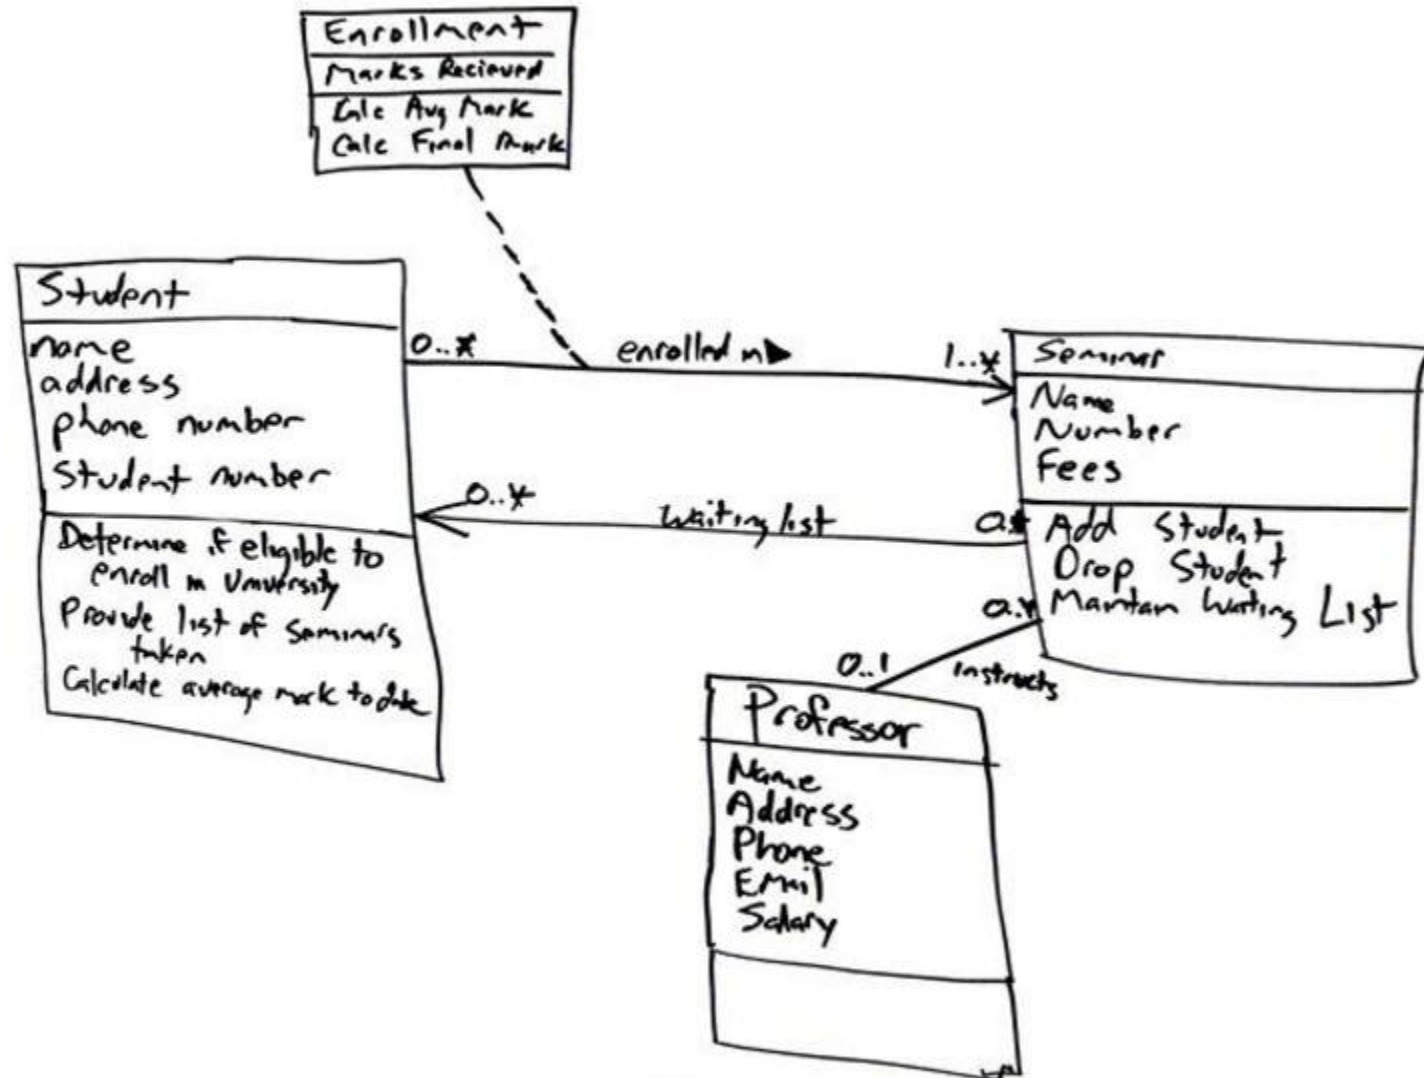 Enrollment
Marks Recieved
Calc Avg Mark
Calc Final Mark
Student
name
address
phone number
Student number
Determine if eligible to
enroll in University
Provide list of seminars
taken
Calculate average mark to date
0..*
enrolled in
1..*
0..*
Waiting list
0..*
Seminar
Name
Number
Fees
Add Student
Drop Student
Maintain Waiting List
0..*
0..1
instructs
Professor
Name
Address
Phone
Email
Salary